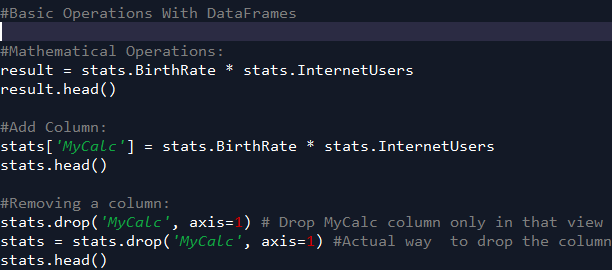 #Basic Operations With DataFrames
#Mathematical Operations:
result = stats.BirthRate * stats.InternetUsers
result.head()
#Add Column:
stats['MyCalc'] = stats.BirthRate * stats.InternetUsers
stats.head()
#Removing a column:
stats.drop('MyCalc', axis=1) # Drop MyCalc column only in that view
stats = stats.drop('MyCalc', axis=1) #Actual way  to drop the column
stats.head()